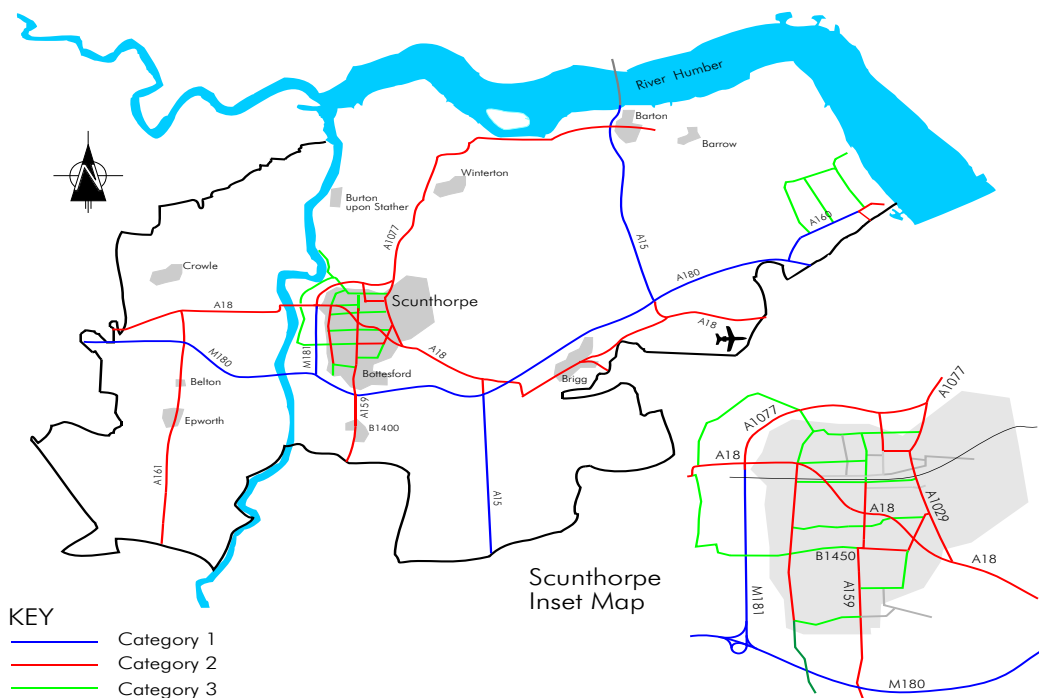 River Humber
Barton
Barrow
Winterton
Burton
upon Stather
A1077
A15
A160
A180
Crowle
A18
Scunthorpe
A18
M180
M181
A18
Belton
Bottesford
Brigg
Epworth
A159
B1400
A161
A15
A1077
A1077
A18
A1029
A18
B1450
A18
Scunthorpe
Inset Map
M181
A159
M180
KEY
Category 1
Category 2
Category 3